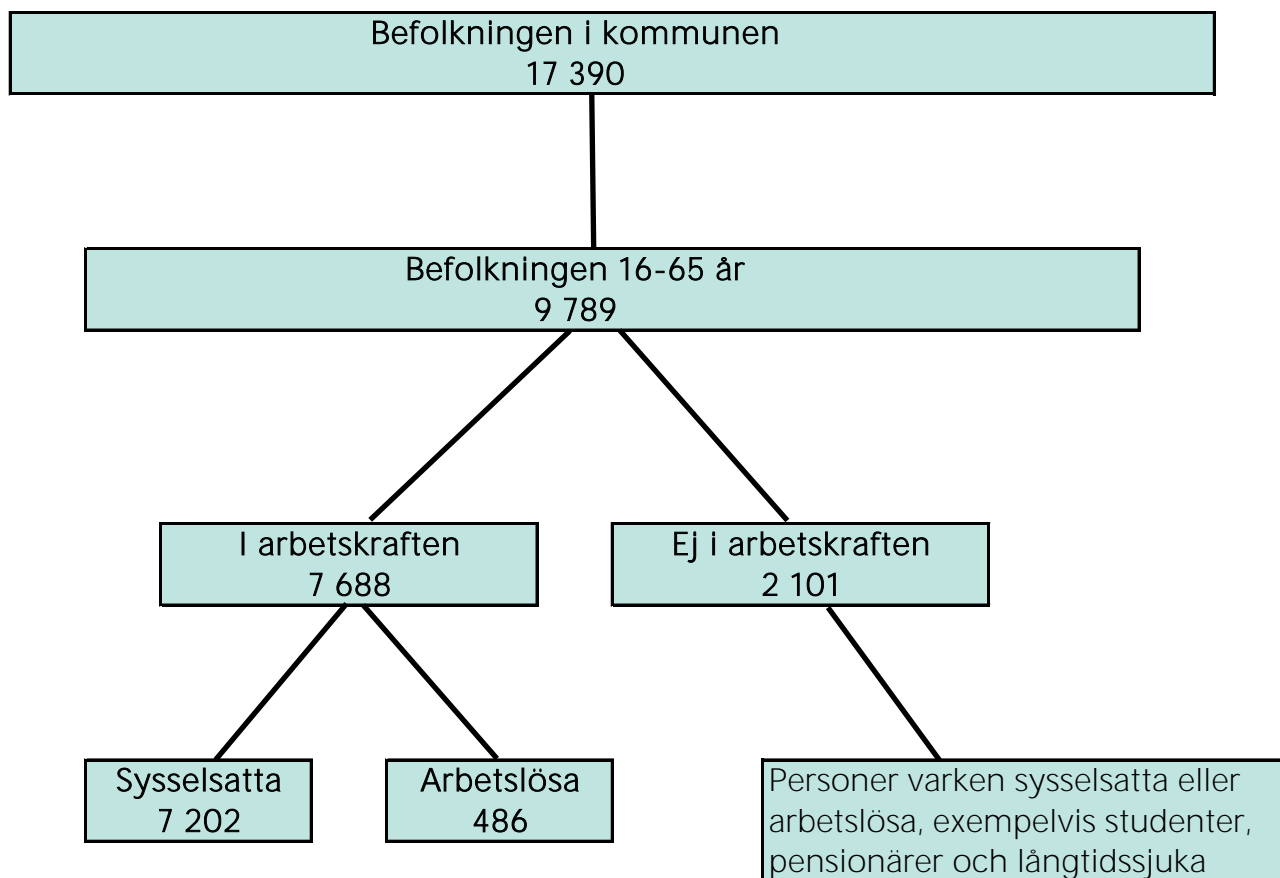 Befolkningen i kommunen
17 390
Befolkningen 16-65 år
9 789
I arbetskraften
7 688
Ej i arbetskraften
2 101
Sysselsatta
7 202
Arbetslösa
486
Personer varken sysselsatta eller
arbetslösa, exempelvis studenter,
pensionärer och långtidssjuka